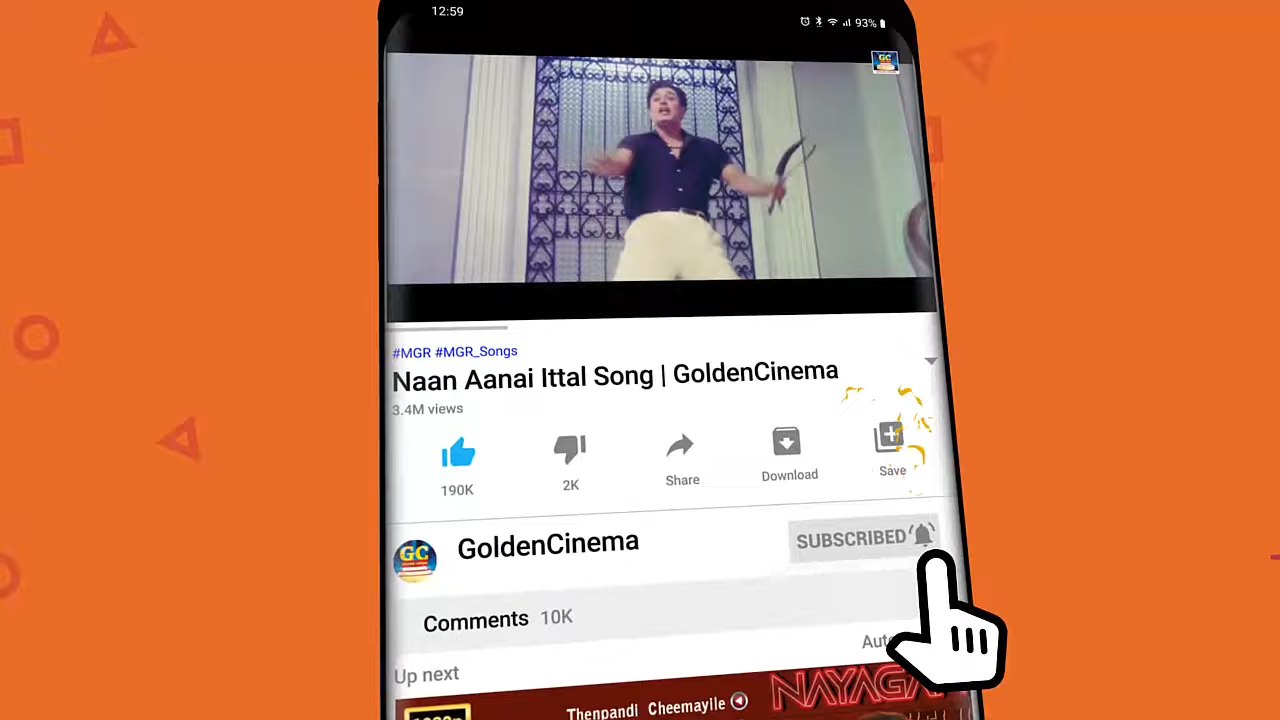 12:59
93%
GC
#MGR #MGR_Songs
Naan Aanai Ittal Song | GoldenCinema
3.4M views
190K
2K
Share
Download
Save
GC
GoldenCinema
SUBSCRIBED
Comments 10K
Up next
Thenpandi Cheemayile